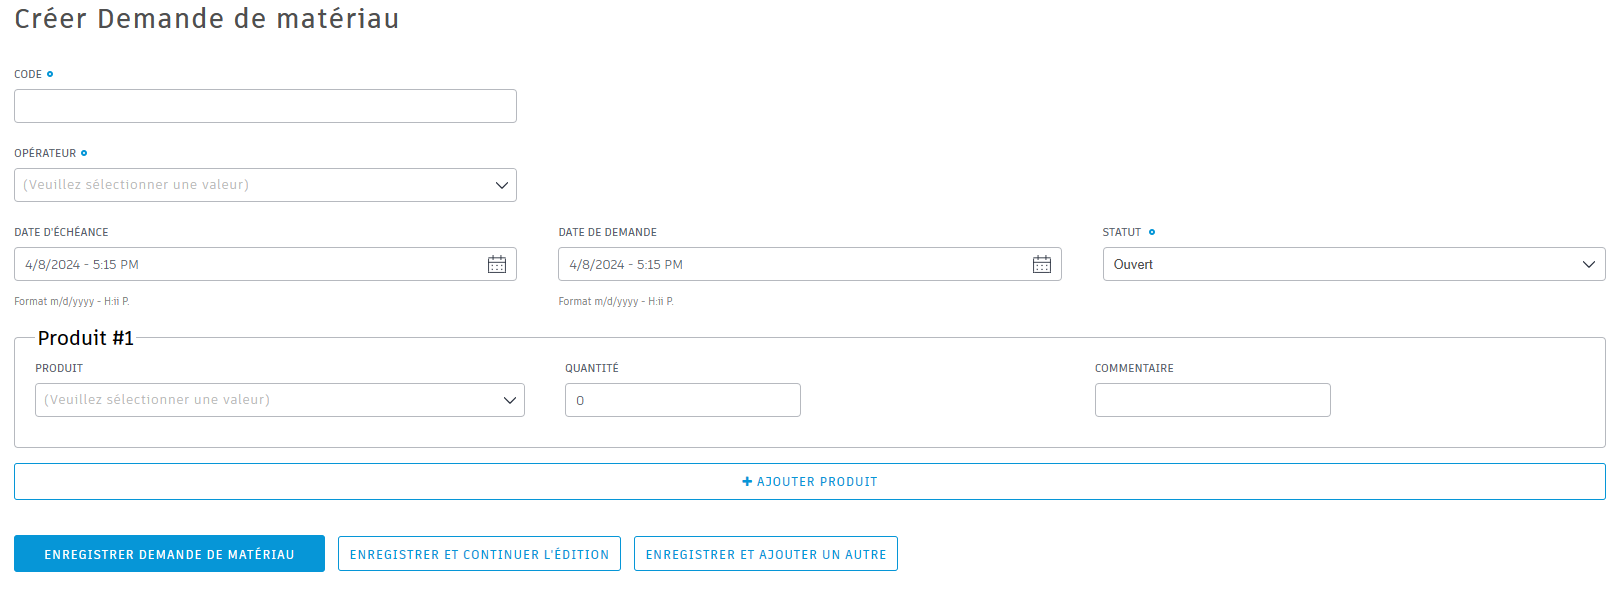 Créer Demande de matériau
CODE
OPÉRATEUR
(Veuillez sélectionner une valeur)
DATE D'ÉCHÉANCE DATE DE DEMANDE STATUT
4/8/2024 - 5:15 PM 4/8/2024 - 5:15 PM Ouvert
Format m/d/yyyy - H:ii P. Format m/d/yyyy - H:ii P.
Produit #1
PRODUIT QUANTITÉ COMMENTAIRE
(Veuillez sélectionner une valeur) 0
+ AJOUTER PRODUIT
ENREGISTRER DEMANDE DE MATÉRIAU ENREGISTRER ET CONTINUER L'ÉDITION ENREGISTRER ET AJOUTER UN AUTRE